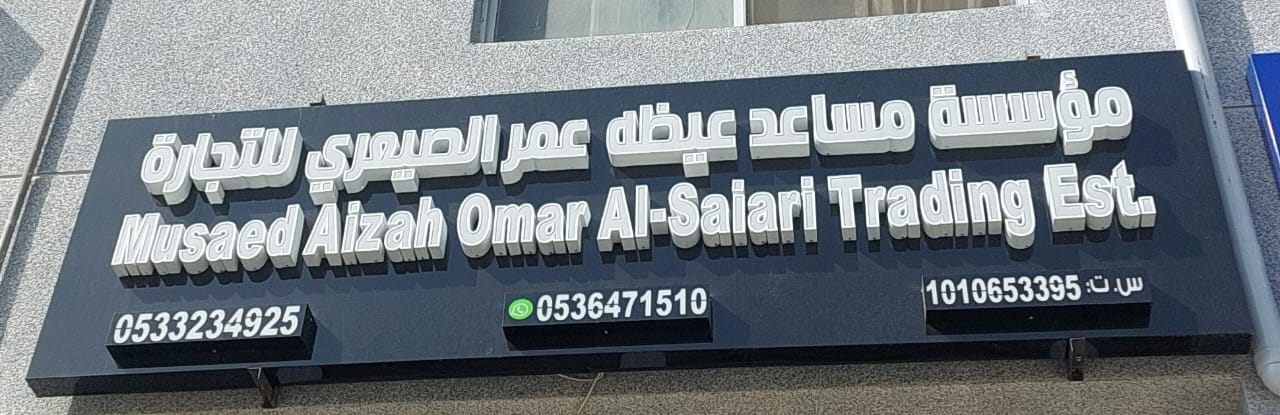 مؤسسة مساعد عيظه عمر الصيعري للتجارة
Musaed Aizah Omar Al-Saiari Trading Est.
0533234925
0536471510
س.ت: 1010653395